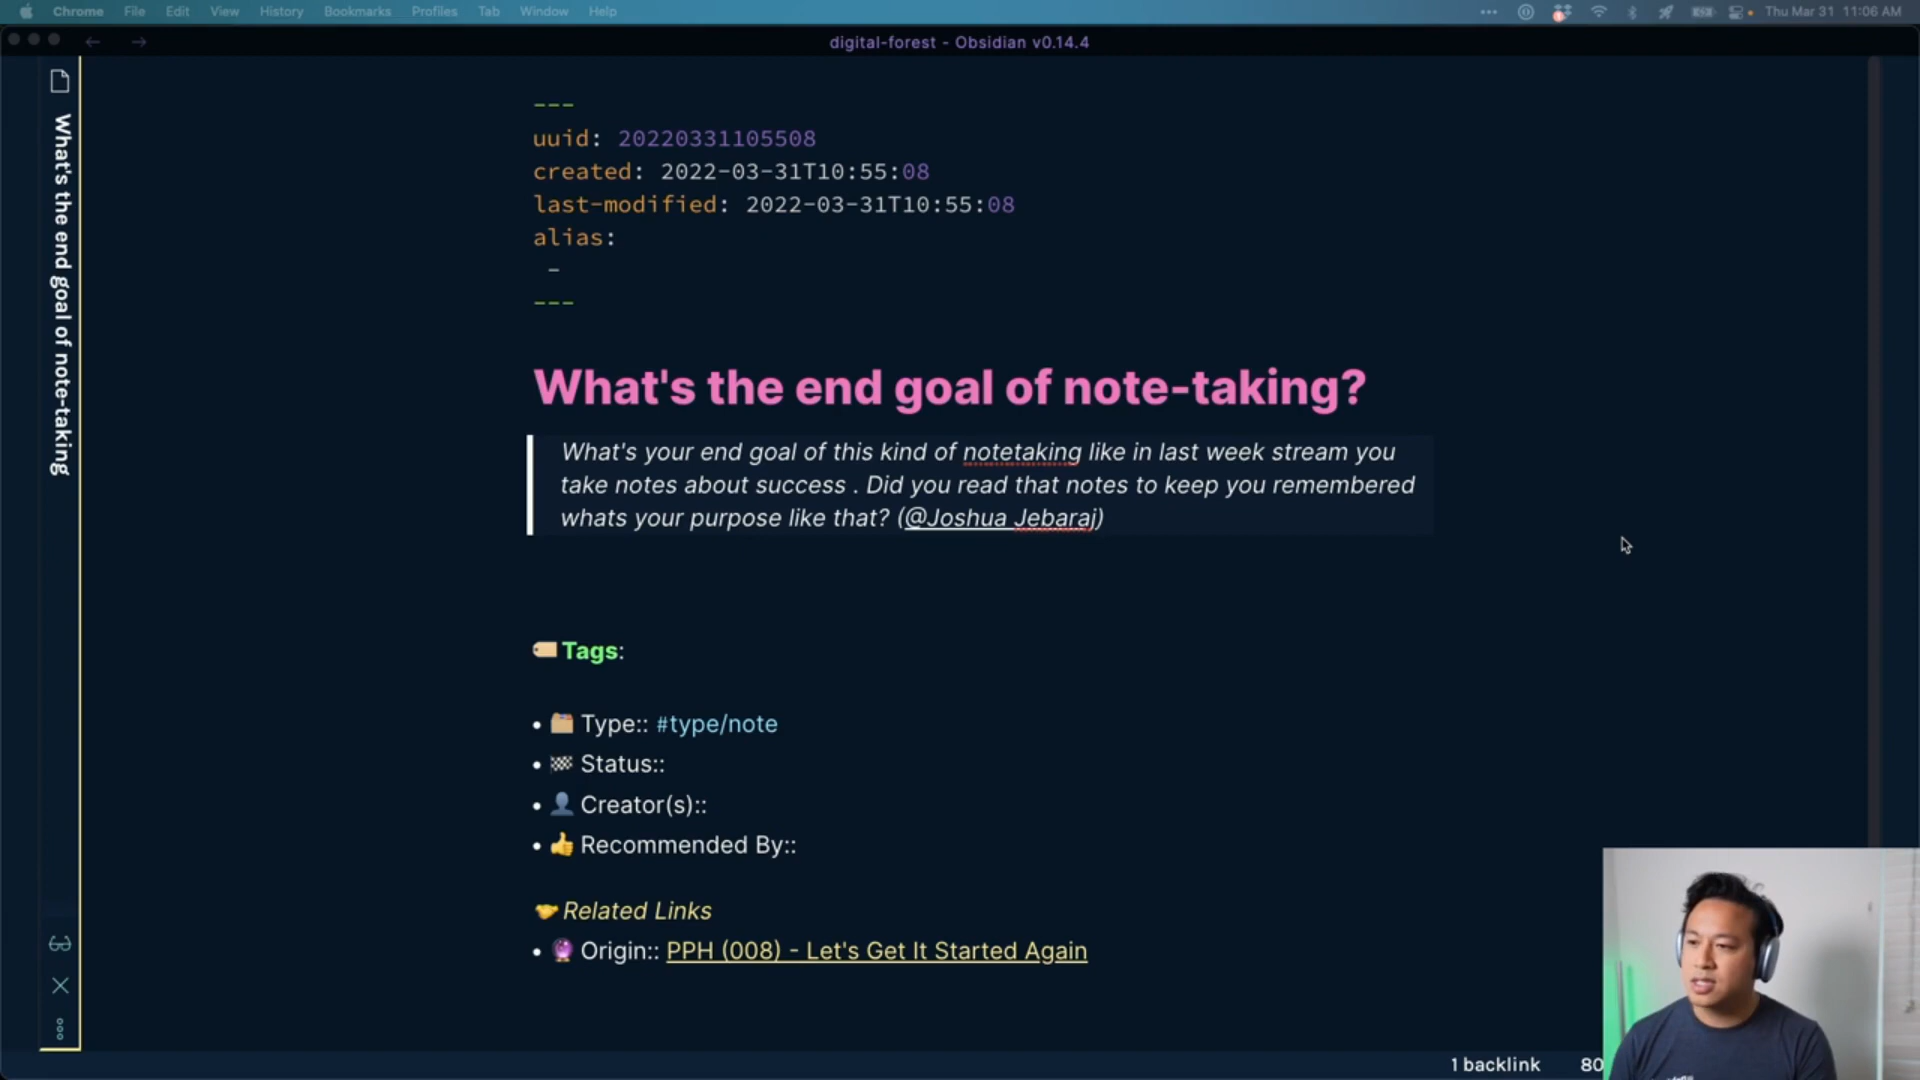 Chrome File Edit View History Bookmarks Profiles Tab Window Help
Thu Mar 31 11:06 AM
digital-forest - Obsidian v0.14.4
What's the end goal of note-taking
---
uuid: 20220331105508
created: 2022-03-31T10:55:08
last-modified: 2022-03-31T10:55:08
alias:
-
---
What's the end goal of note-taking?
What's your end goal of this kind of notetaking like in last week stream you
take notes about success . Did you read that notes to keep you remembered
whats your purpose like that? (@Joshua Jebaraj)
Tags:
• Type:: #type/note
• Status::
• Creator(s)::
• Recommended By::
Related Links
• Origin:: PPH (008) - Let's Get It Started Again
1 backlink 80